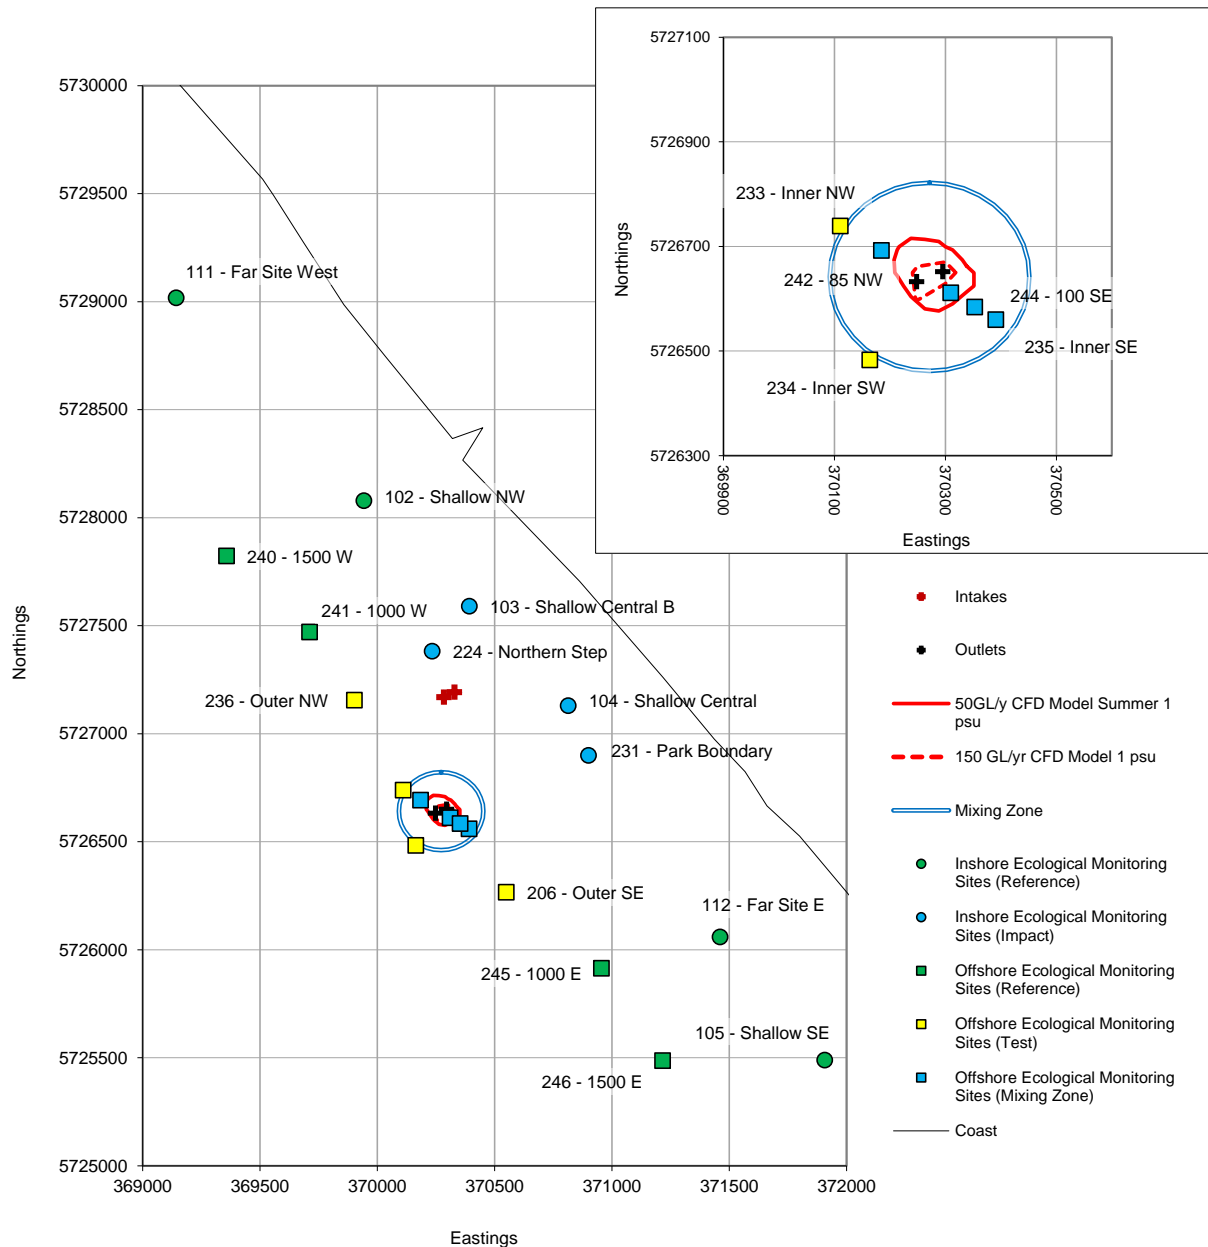 5727100
5726900
5726700
5726500
5726300
Northings
233 - Inner NW
242 - 85 NW
244 - 100 SE
235 - Inner SE
234 - Inner SW
369900
370100
370300
370500
Eastings
5730000
5729500
5729000
5728500
5728000
5727500
5727000
5726500
5726000
5725500
5725000
Northings
111 - Far Site West
102 - Shallow NW
240 - 1500 W
241 - 1000 W
103 - Shallow Central B
224 - Northern Step
236 - Outer NW
104 - Shallow Central
231 - Park Boundary
206 - Outer SE
112 - Far Site E
245 - 1000 E
105 - Shallow SE
246 - 1500 E
369000
369500
370000
370500
371000
371500
372000
Eastings
Intakes
Outlets
50GL/y CFD Model Summer 1
psu
150 GL/yr CFD Model 1 psu
Mixing Zone
Inshore Ecological Monitoring
Sites (Reference)
Inshore Ecological Monitoring
Sites (Impact)
Offshore Ecological Monitoring
Sites (Reference)
Offshore Ecological Monitoring
Sites (Test)
Offshore Ecological Monitoring
Sites (Mixing Zone)
Coast